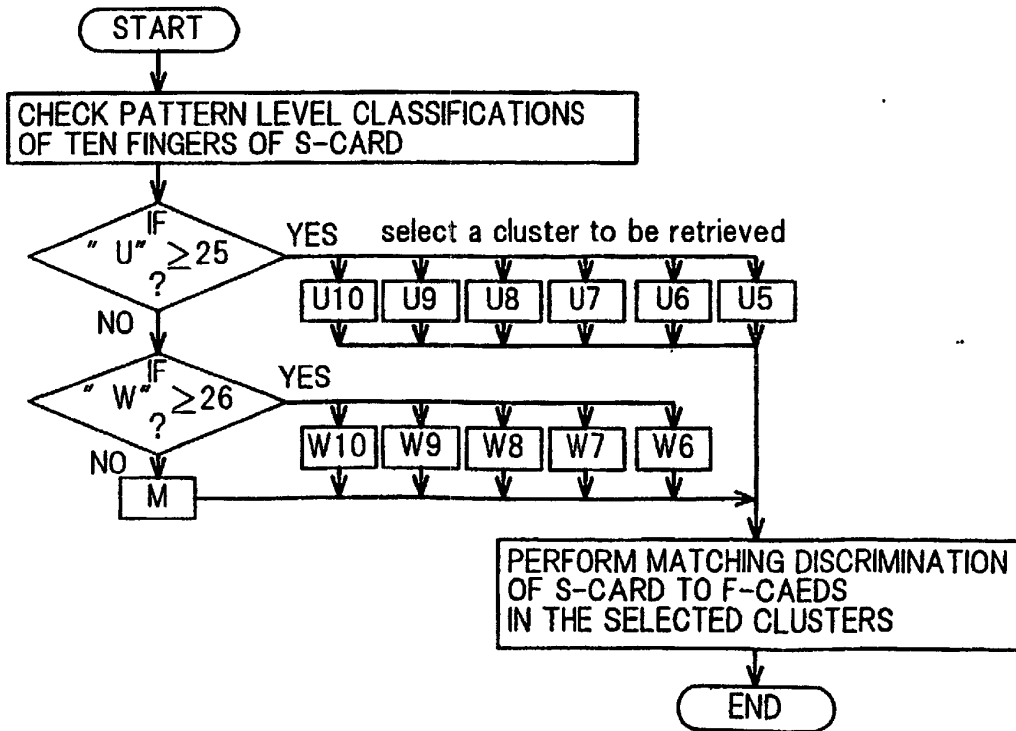 START
CHECK PATTERN LEVEL CLASSIFICATIONS
OF TEN FINGERS OF S-CARD
IF
" U" ≥25
?
YES
select a cluster to be retrieved
U10 U9 U8 U7 U6 U5
NO
IF
" W" ≥26
?
YES
W10 W9 W8 W7 W6
NO
M
PERFORM MATCHING DISCRIMINATION
OF S-CARD TO F-CAEDS
IN THE SELECTED CLUSTERS
END